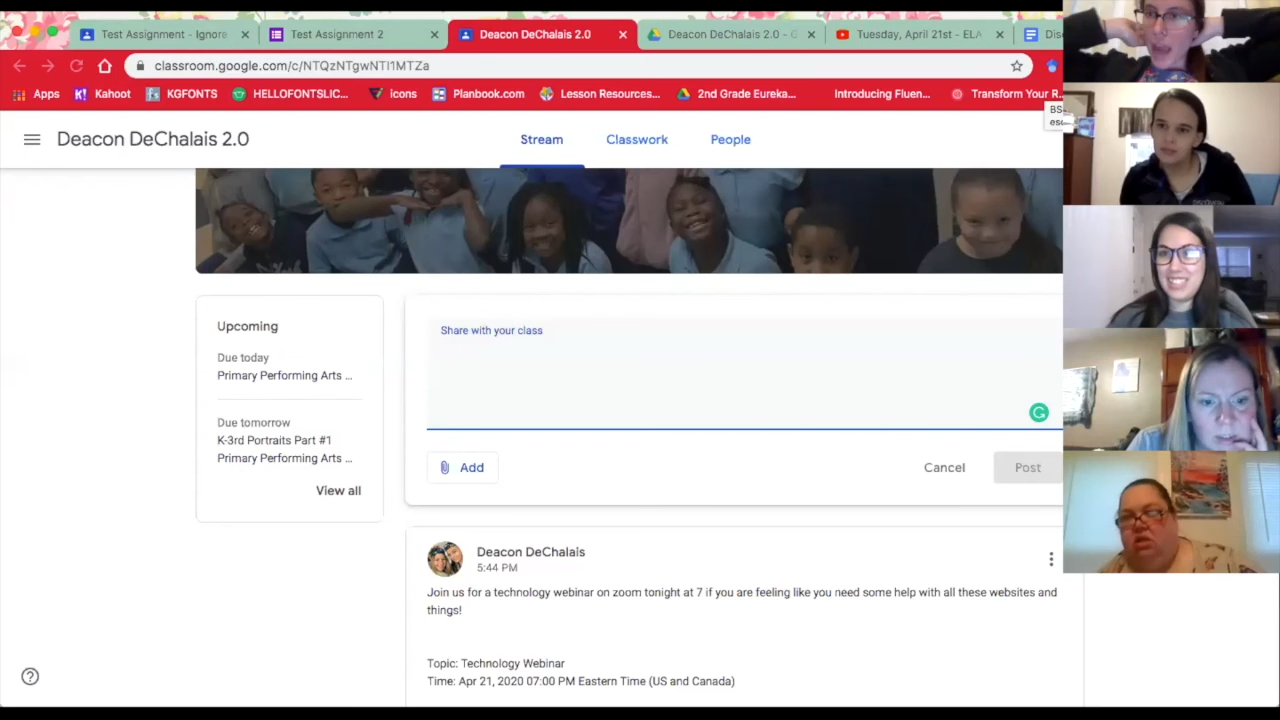 Test Assignment - Ignore
Test Assignment 2
Deacon DeChalais 2.0
Deacon DeChalais 2.0 - G
Tuesday, April 21st - ELA
classroom.google.com/c/NTQzNTgwNTI1MTZa
Apps
Kahoot
KGFONTS
HELLOFONTSLIC...
icons
Planbook.com
Lesson Resources...
2nd Grade Eureka...
Introducing Fluen...
Transform Your R...
Deacon DeChalais 2.0
Stream
Classwork
People
Upcoming
Due today
Primary Performing Arts ...
Due tomorrow
K-3rd Portraits Part #1
Primary Performing Arts ...
View all
Share with your class
Add
Cancel
Post
Deacon DeChalais
5:44 PM
Join us for a technology webinar on zoom tonight at 7 if you are feeling like you need some help with all these websites and
things!
Topic: Technology Webinar
Time: Apr 21, 2020 07:00 PM Eastern Time (US and Canada)